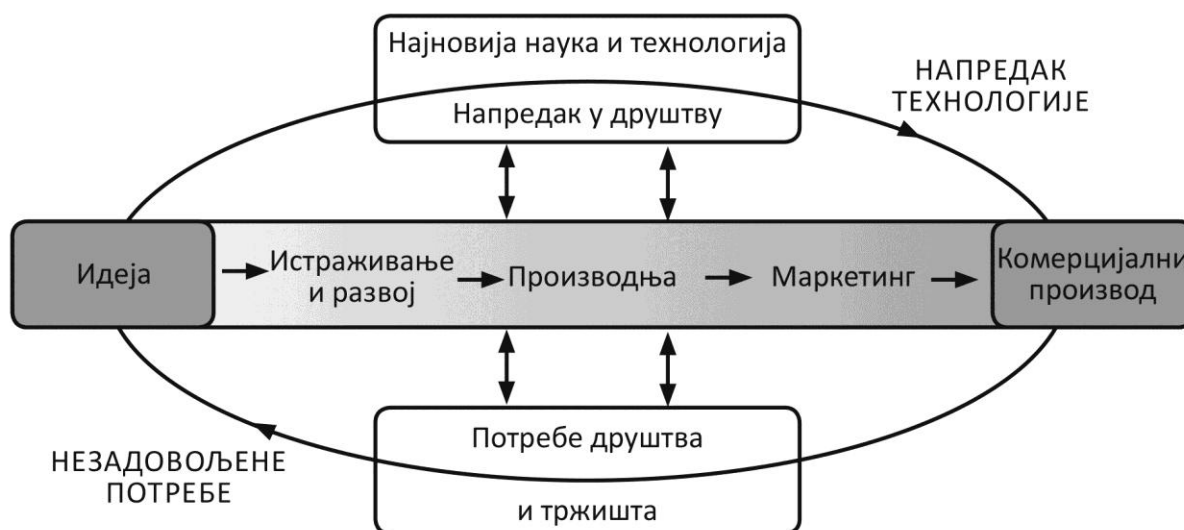 Најновија наука и технологија
Напредак у друштву
НАПРЕДАК
ТЕХНОЛОГИЈЕ
Идеја
Истраживање
и развој
Производња
Маркетинг
Комерцијални
производ
НЕЗАДОВОЉЕНЕ
ПОТРЕБЕ
Потребе друштва
и тржишта